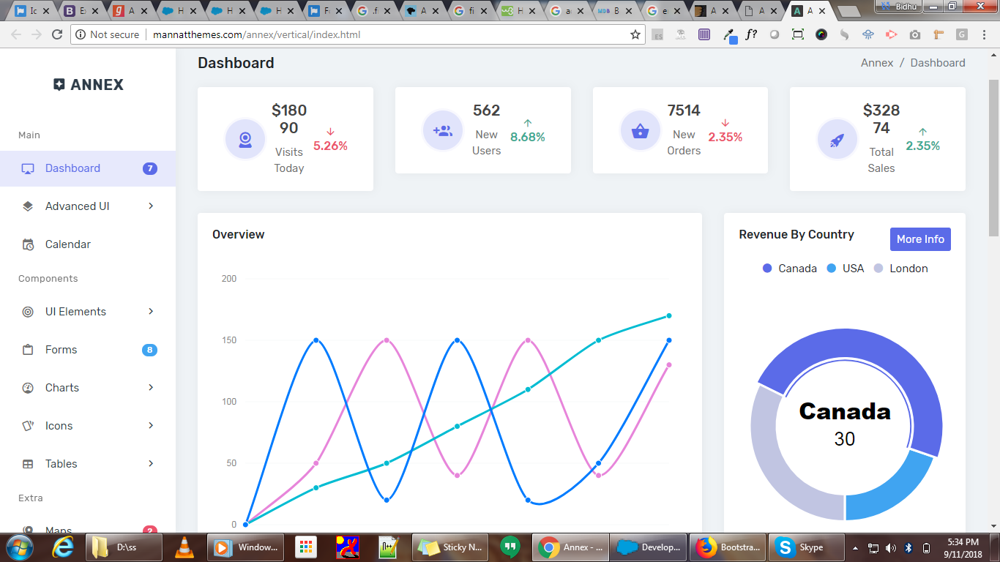 Ic
E
A
H
H
H
F
.f
A
fi
H
a
B
e
A
A
A
Bidhu
Not secure
mannatthemes.com/annex/vertical/index.html
ES
f?
G
ANNEX
Main
Dashboard 7
Advanced UI
Calendar
Components
UI Elements
Forms 8
Charts
Icons
Tables
Extra
Maps 2
Dashboard
Annex / Dashboard
$180
90
Visits
Today
5.26%
562
New
Users
8.68%
7514
New
Orders
2.35%
$328
74
Total
Sales
2.35%
Overview
200
150
100
50
0
Revenue By Country
More Info
Canada
USA
London
Canada
30
D:\ss
Window...
Sticky N...
Annex - ...
Develop...
Bootstra...
Skype
5:34 PM
9/11/2018